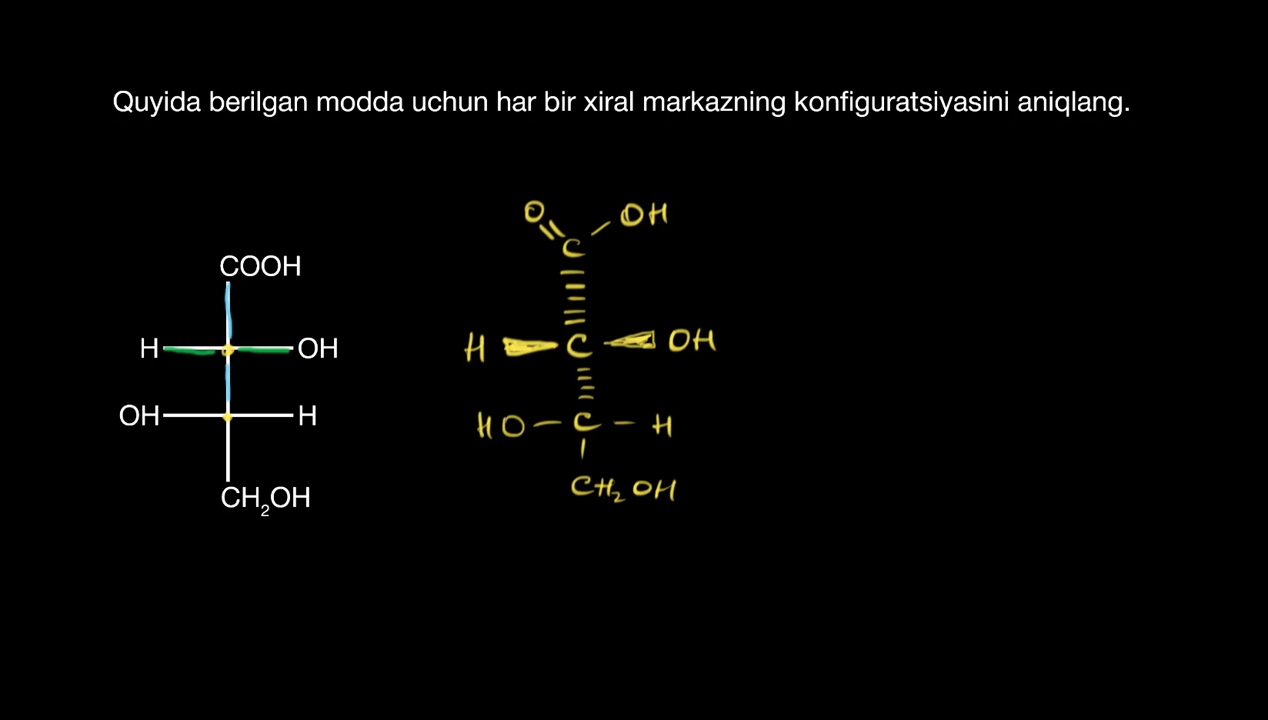 Quyida berilgan modda uchun har bir xiral markazning konfiguratsiyasini aniqlang.
COOH
H OH
OH H
CH₂OH
O OH
C
H C OH
HO C H
CH₂OH